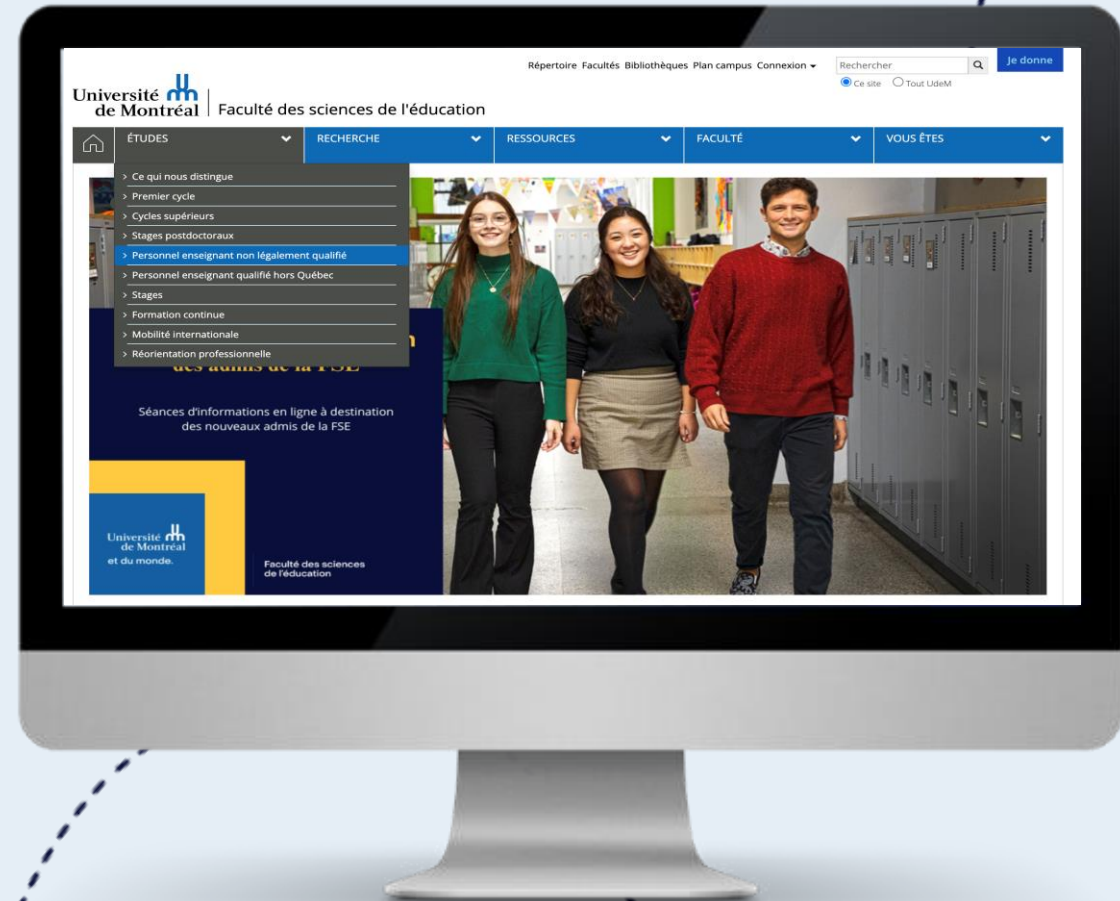 Répertoire Facultés Bibliothèques Plan campus Connexion
Rechercher
Je donne
Ce site Tout UdeM
Université
de Montréal
Faculté des sciences de l'éducation
ÉTUDES RECHERCHE RESSOURCES FACULTÉ VOUS ÊTES
> Ce qui nous distingue
> Premier cycle
> Cycles supérieurs
> Stages postdoctoraux
> Personnel enseignant non légalement qualifié
> Personnel enseignant qualifié hors Québec
> Stages
> Formation continue
> Mobilité internationale
> Réorientation professionnelle
des admis de la FSE
Séances d'informations en ligne à destination
des nouveaux admis de la FSE
Université
de Montréal
et du monde.
Faculté des sciences
de l'éducation